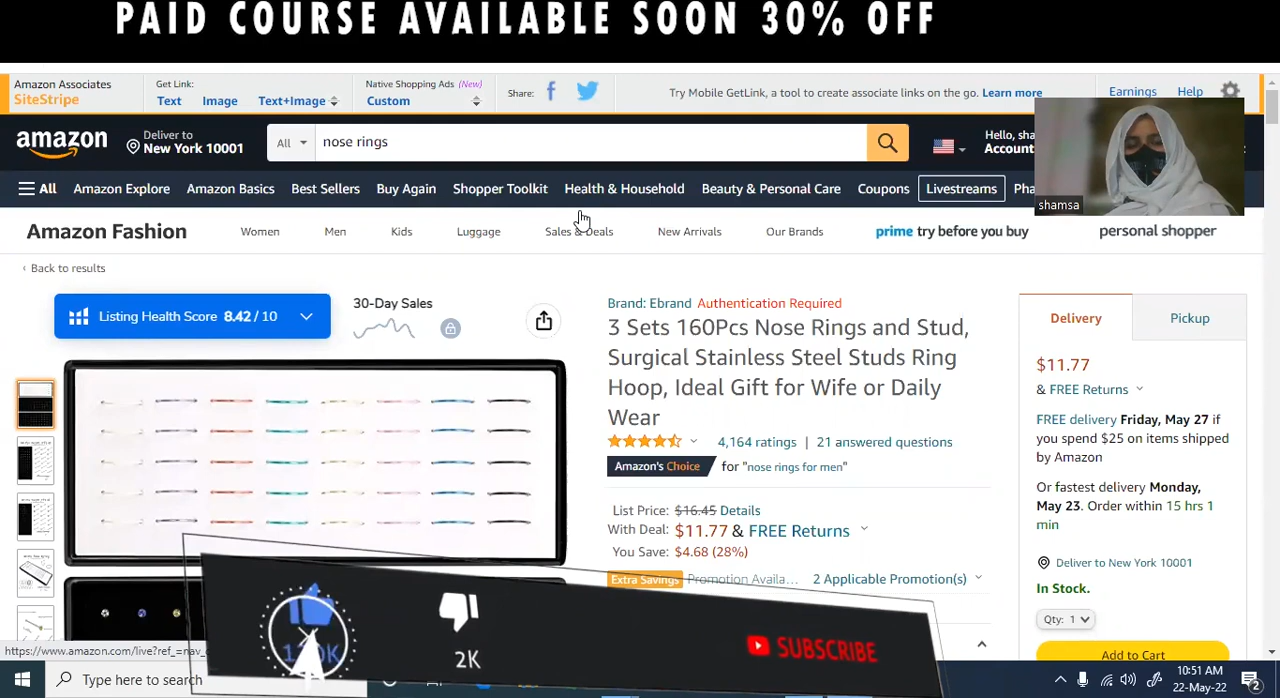 PAID COURSE AVAILABLE SOON 30% OFF
Amazon Associates
SiteStripe
Get Link:
Text Image Text+Image
Native Shopping Ads (New)
Custom
Share:
Try Mobile GetLink, a tool to create associate links on the go. Learn more
Earnings Help
amazon
Deliver to
New York 10001
All
nose rings
Hello, sha
Account
shamsa
All Amazon Explore Amazon Basics Best Sellers Buy Again Shopper Toolkit Health & Household Beauty & Personal Care Coupons Livestreams Pha
Amazon Fashion Women Men Kids Luggage Sales & Deals New Arrivals Our Brands prime try before you buy personal shopper
‹ Back to results
Listing Health Score 8.42 / 10
30-Day Sales
Brand: Ebrand Authentication Required
3 Sets 160Pcs Nose Rings and Stud,
Surgical Stainless Steel Studs Ring
Hoop, Ideal Gift for Wife or Daily
Wear
4,164 ratings | 21 answered questions
Amazon's Choice for "nose rings for men"
List Price: $16.45 Details
With Deal: $11.77 & FREE Returns
You Save: $4.68 (28%)
Extra Savings Promotion Availa... 2 Applicable Promotion(s)
Delivery
Pickup
$11.77
& FREE Returns
FREE delivery Friday, May 27 if
you spend $25 on items shipped
by Amazon
Or fastest delivery Monday,
May 23. Order within 15 hrs 1
min
Deliver to New York 10001
In Stock.
Qty: 1
Add to Cart
2K
SUBSCRIBE
https://www.amazon.com/live?ref_=nav_
Type here to search
10:51 AM
22-May-22
2